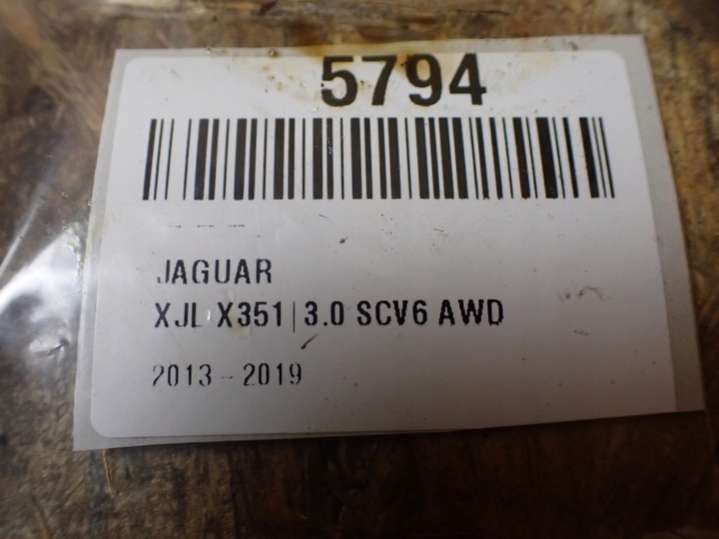 5794
JAGUAR
XJL X351 | 3.0 SCV6 AWD
2013 - 2019